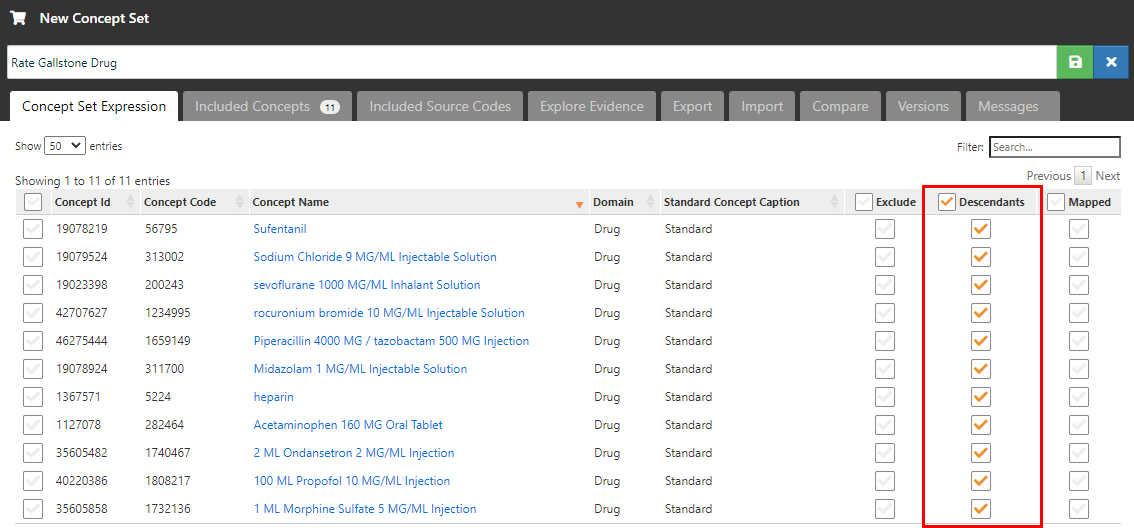 New Concept Set
Rate Gallstone Drug
Concept Set Expression Included Concepts 11 Included Source Codes Explore Evidence Export Import Compare Versions Messages
Show 50 entries Filter: Search...
Previous 1 Next
Showing 1 to 11 of 11 entries
Concept Id Concept Code Concept Name Domain Standard Concept Caption Exclude Descendants Mapped
19078219 56795 Sufentanil Drug Standard
19079524 313002 Sodium Chloride 9 MG/ML Injectable Solution Drug Standard
19023398 200243 sevoflurane 1000 MG/ML Inhalant Solution Drug Standard
42707627 1234995 rocuronium bromide 10 MG/ML Injectable Solution Drug Standard
46275444 1659149 Piperacillin 4000 MG / tazobactam 500 MG Injection Drug Standard
19078924 311700 Midazolam 1 MG/ML Injectable Solution Drug Standard
1367571 5224 heparin Drug Standard
1127078 282464 Acetaminophen 160 MG Oral Tablet Drug Standard
35605482 1740467 2 ML Ondansetron 2 MG/ML Injection Drug Standard
40220386 1808217 100 ML Propofol 10 MG/ML Injection Drug Standard
35605858 1732136 1 ML Morphine Sulfate 5 MG/ML Injection Drug Standard